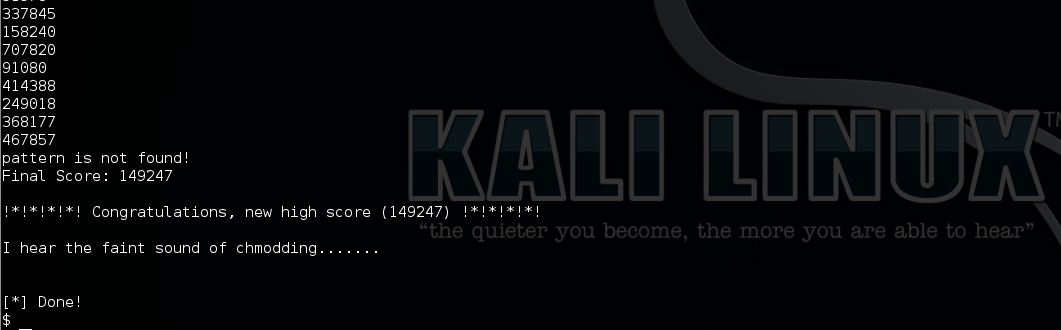 337845
158240
707820
91080
414388
249018
368177
467857
pattern is not found!
Final Score: 149247
!*!*!*!*! Congratulations, new high score (149247) !*!*!*!*!
I hear the faint sound of chmodding.......
[*] Done!
$
KALI LINUX TM
“the quieter you become, the more you are able to hear”